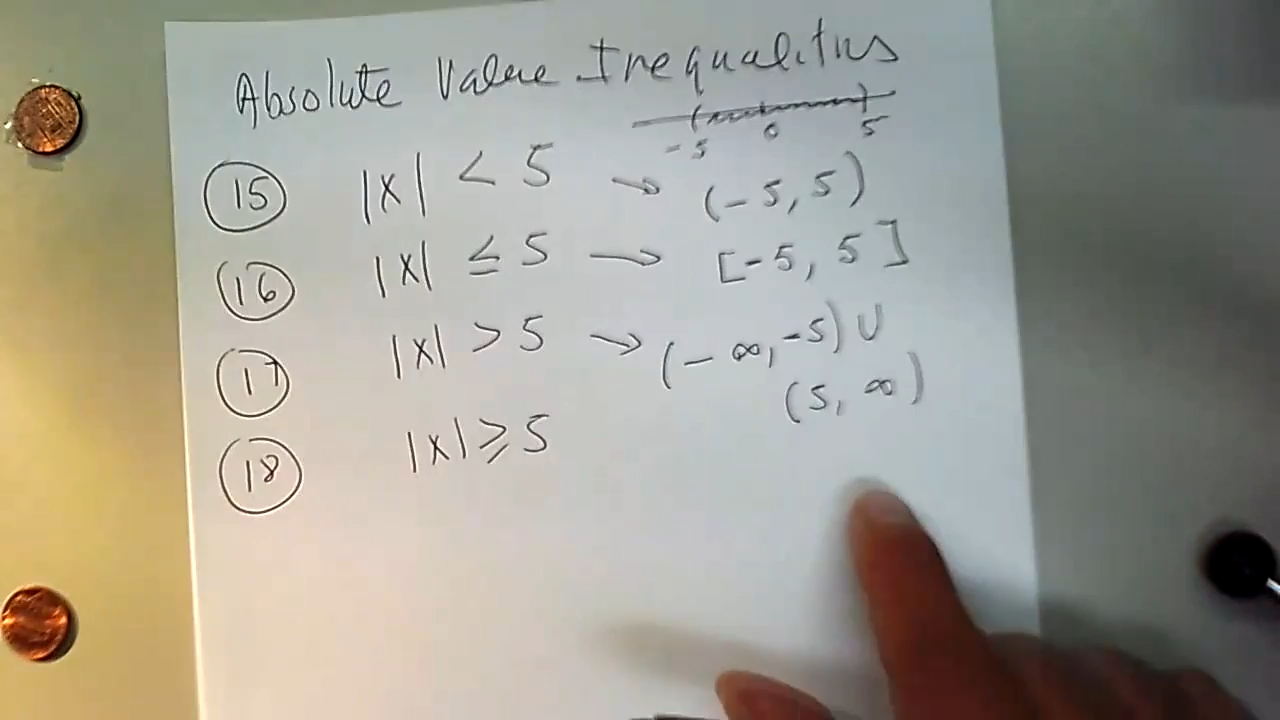 Absolute Value Inequalities
-5 0 5
15 |x| < 5 → (-5, 5)
16 |x| ≤ 5 → [-5, 5]
17 |x| > 5 → (-∞, -5) ∪
(5, ∞)
18 |x| ≥ 5